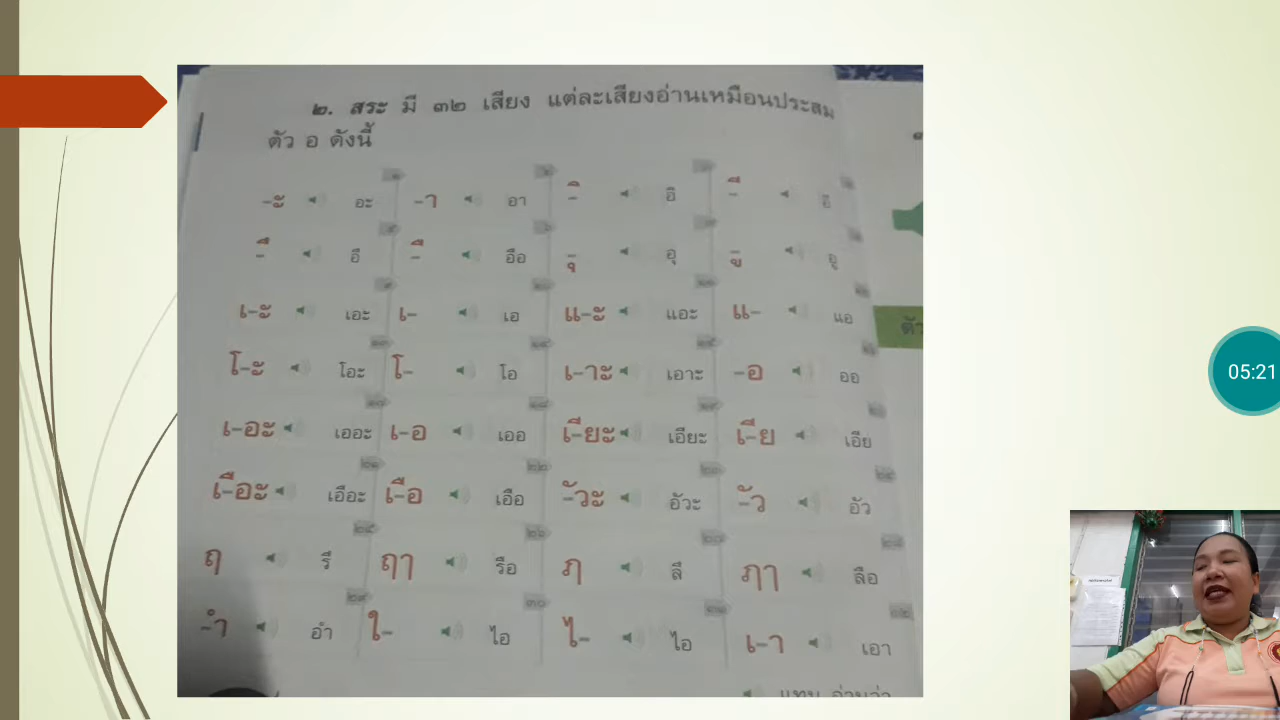 ๒. สระ มี ๓๒ เสียง แต่ละเสียงอ่านเหมือนประสม
ตัว อ ดังนี้
-ะ อะ -า อา -ิ อิ -ี อี
-ึ อึ -ื อือ -ุ อุ -ู อู
เ-ะ เอะ เ- เอ แ-ะ แอะ แ- แอ
โ-ะ โอะ โ- โอ เ-าะ เอาะ -อ ออ
เ-อะ เออะ เ-อ เออ เ-ียะ เอียะ เ-ีย เอีย
เ-ือะ เอือะ เ-ือ เอือ -ัวะ อัวะ -ัว อัว
ฤ รึ ฤๅ รือ ฦ ลึ ฦๅ ลือ
-ำ อำ ใ- ไอ ไ- ไอ เ-า เอา
แทน อ่านว่า
05:21